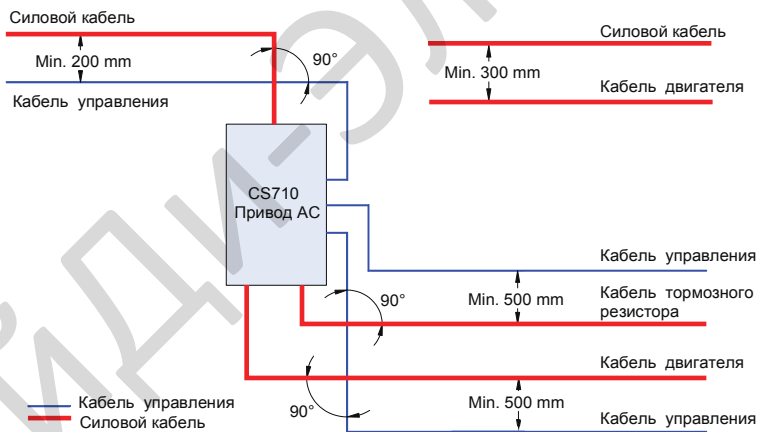 Силовой кабель
Min. 200 mm
Кабель управления
90°
Силовой кабель
Min. 300 mm
Кабель двигателя
CS710
Привод АС
Кабель управления
90°
Min. 500 mm
Кабель тормозного
резистора
Кабель двигателя
90°
Min. 500 mm
Кабель управления
Кабель управления
Силовой кабель